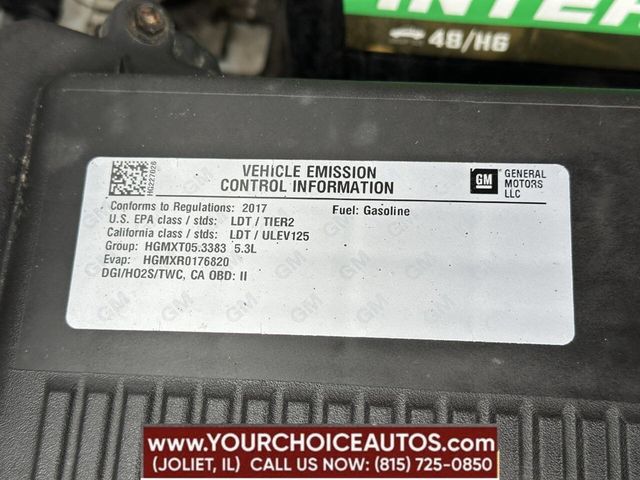 INTER
48/H6
VEHICLE EMISSION
CONTROL INFORMATION
GM
GENERAL
MOTORS
LLC
HG227026
Conforms to Regulations: 2017
Fuel: Gasoline
U.S. EPA class / stds: LDT / TIER2
California class / stds: LDT / ULEV125
Group: HGMXT05.3383 5.3L
Evap: HGMXR0176820
DGI/HO2S/TWC, CA OBD: II
WWW.YOURCHOICEAUTOS.COM
(JOLIET, IL) CALL US NOW: (815) 725-0850